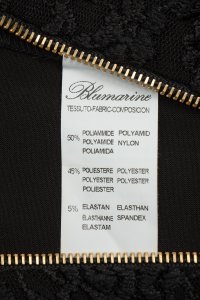 Blumarine
TESSUTO-FABRIC-COMPOSICION
50% POLIAMMIDE POLYAMID
POLYAMIDE NYLON
POLIAMIDA
45% POLIESTERE POLYESTER
POLYESTER POLYESTER
POLIESTER
5% ELASTAN ELASTHAN
ELASTHANNE SPANDEX
ELASTAM